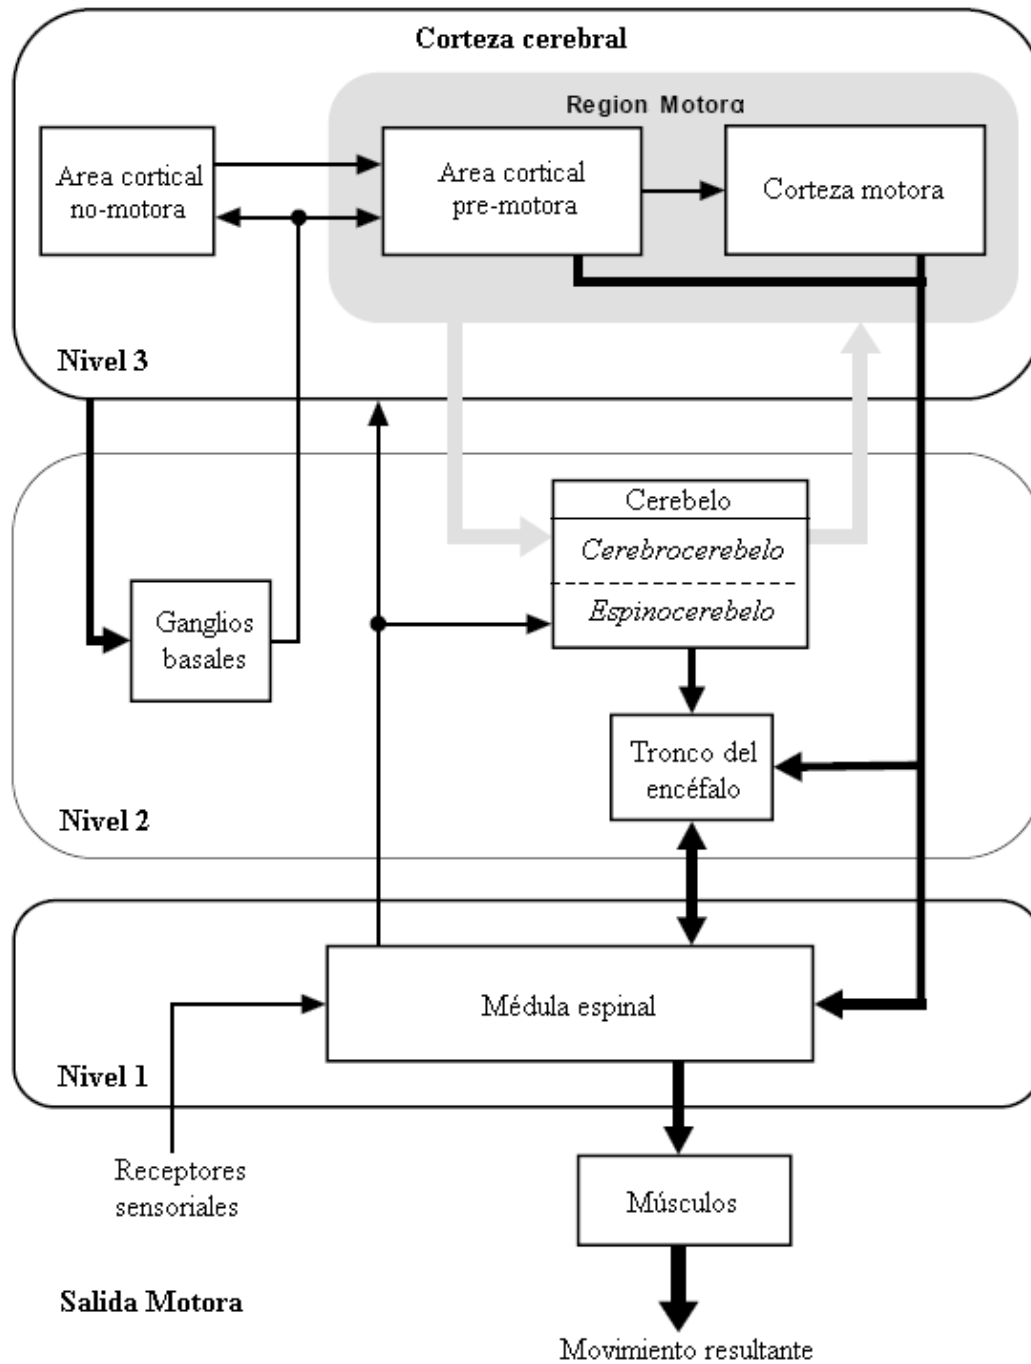 Corteza cerebral
Region Motora
Area cortical
no-motora
Area cortical
pre-motora
Corteza motora
Nivel 3
Cerebelo
Cerebrocerebelo
Espinocerebelo
Ganglios
basales
Tronco del
encéfalo
Nivel 2
Médula espinal
Nivel 1
Receptores
sensoriales
Músculos
Salida Motora
Movimiento resultante